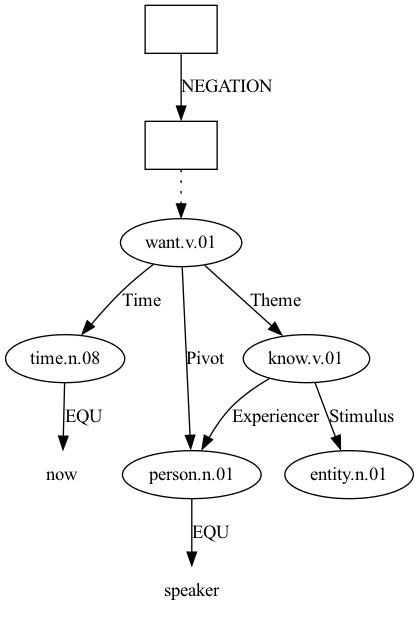 NEGATION
want.v.01
Time
Theme
time.n.08
Pivot
know.v.01
EQU
Experiencer
Stimulus
now
person.n.01
entity.n.01
EQU
speaker